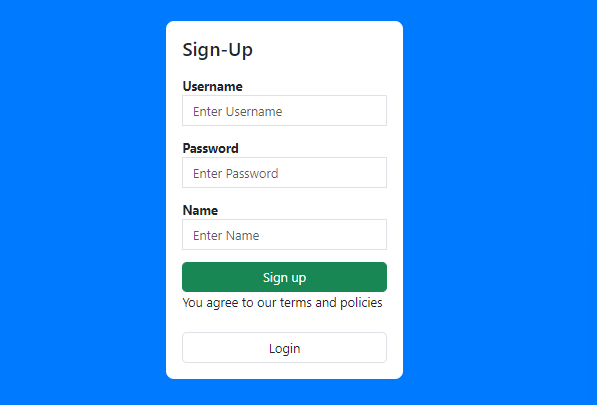 Sign-Up
Username
Enter Username
Password
Enter Password
Name
Enter Name
Sign up
You agree to our terms and policies
Login